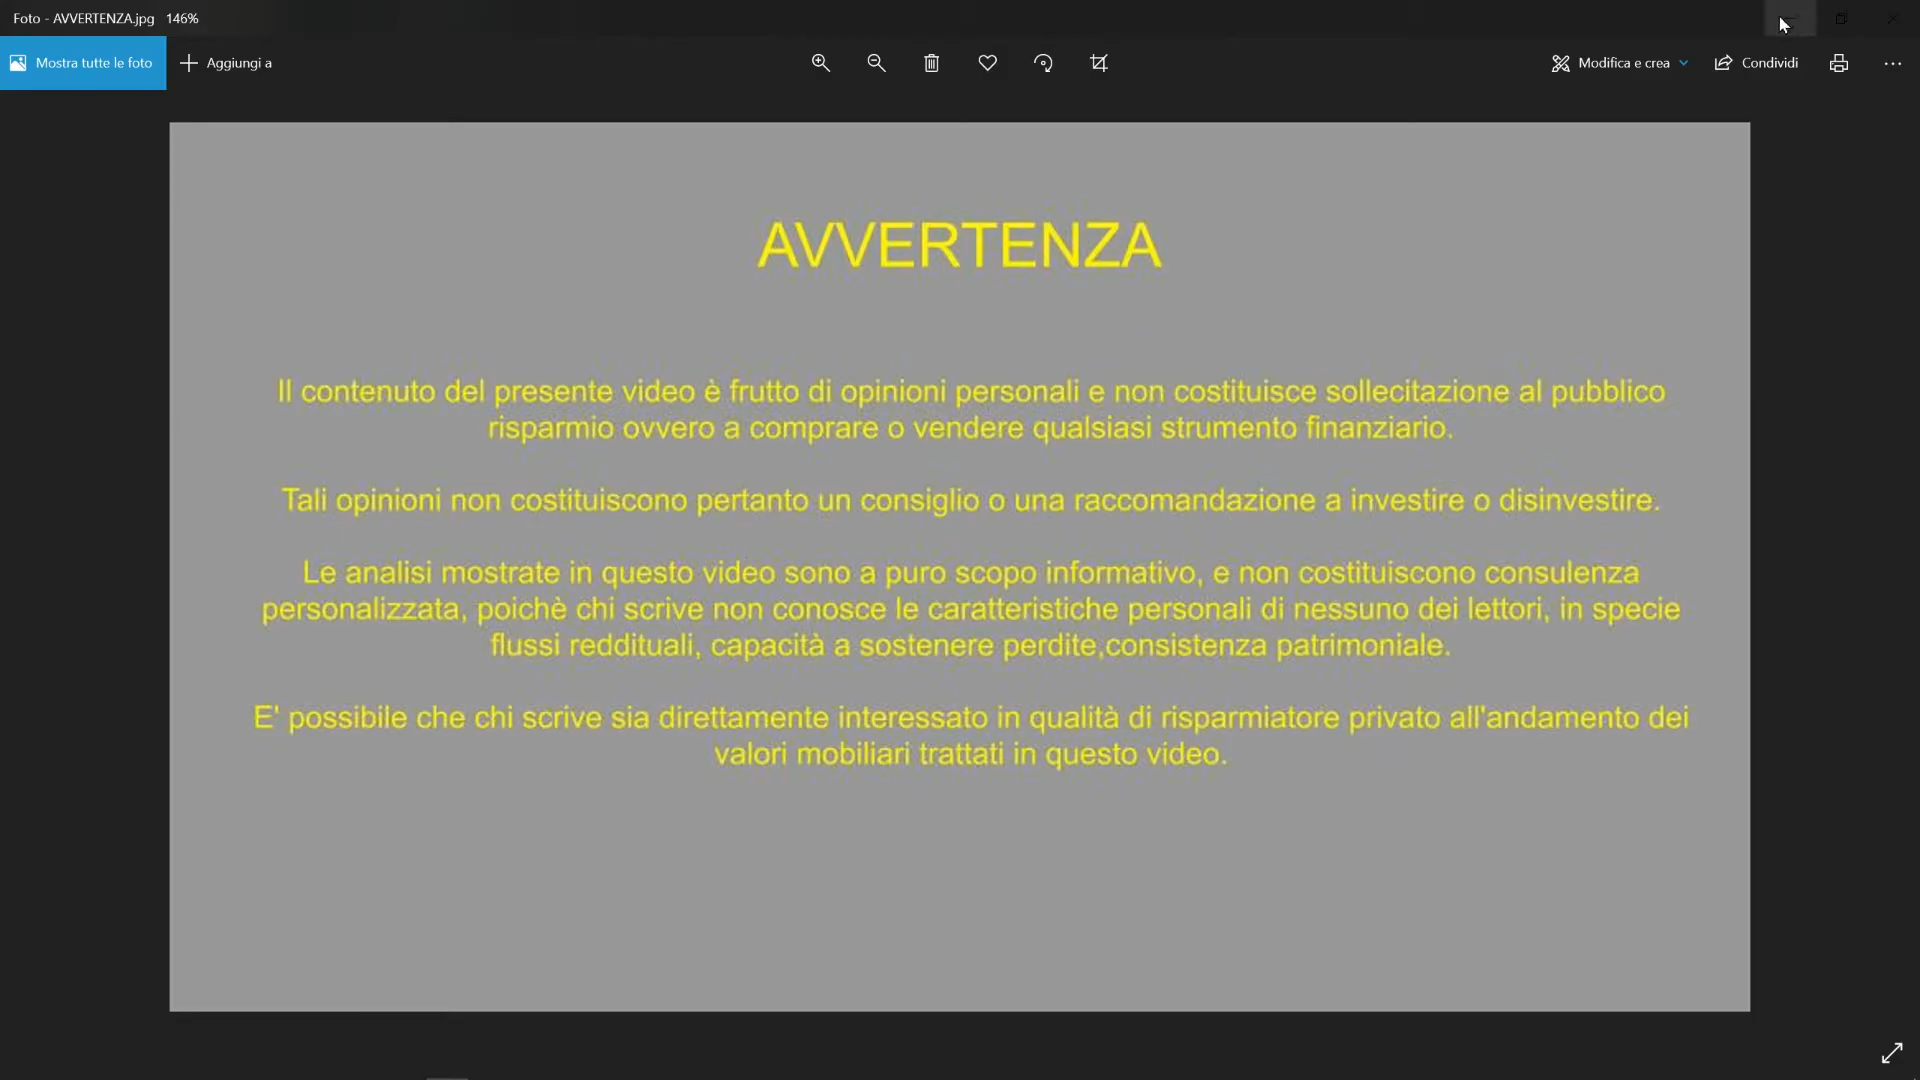 Foto - AVVERTENZA.jpg 146%
Mostra tutte le foto
Aggiungi a
Modifica e crea
Condividi
AVVERTENZA
Il contenuto del presente video è frutto di opinioni personali e non costituisce sollecitazione al pubblico
risparmio ovvero a comprare o vendere qualsiasi strumento finanziario.
Tali opinioni non costituiscono pertanto un consiglio o una raccomandazione a investire o disinvestire.
Le analisi mostrate in questo video sono a puro scopo informativo, e non costituiscono consulenza
personalizzata, poichè chi scrive non conosce le caratteristiche personali di nessuno dei lettori, in specie
flussi reddituali, capacità a sostenere perdite,consistenza patrimoniale.
E' possibile che chi scrive sia direttamente interessato in qualità di risparmiatore privato all'andamento dei
valori mobiliari trattati in questo video.